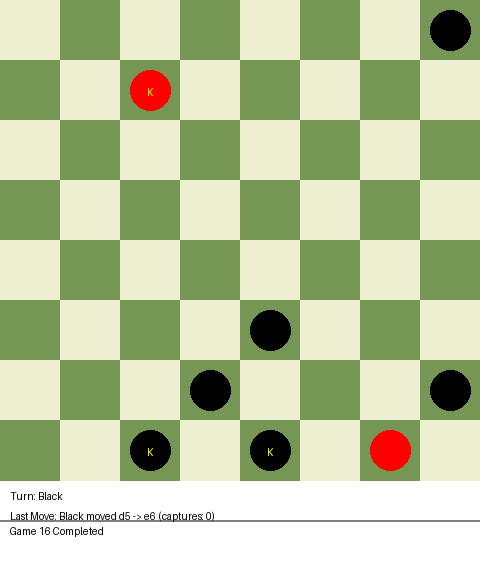 K
K
K
Turn: Black
Last Move: Black moved d5 -> e6 (captures: 0)
Game 16 Completed